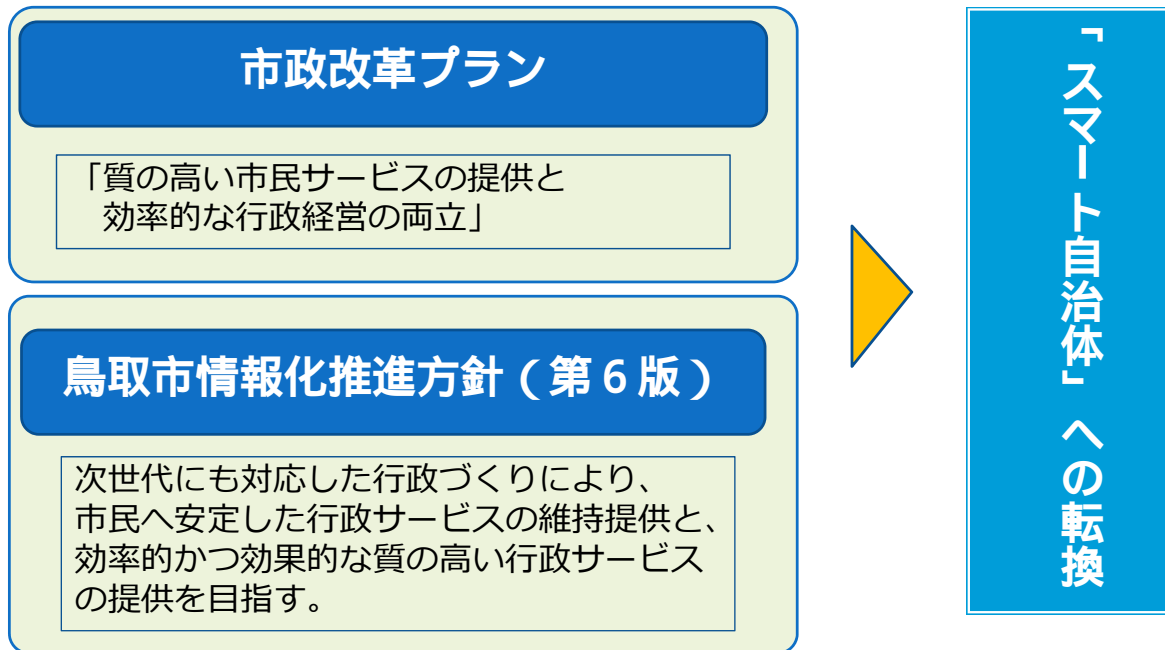 市政改革プラン
「質の高い市民サービスの提供と
効率的な行政経営の両立」
鳥取市情報化推進方針(第6版)
次世代にも対応した行政づくりにより、
市民へ安定した行政サービスの維持提供と、
効率的かつ効果的な質の高い行政サービス
の提供を目指す。
「スマート自治体」への転換